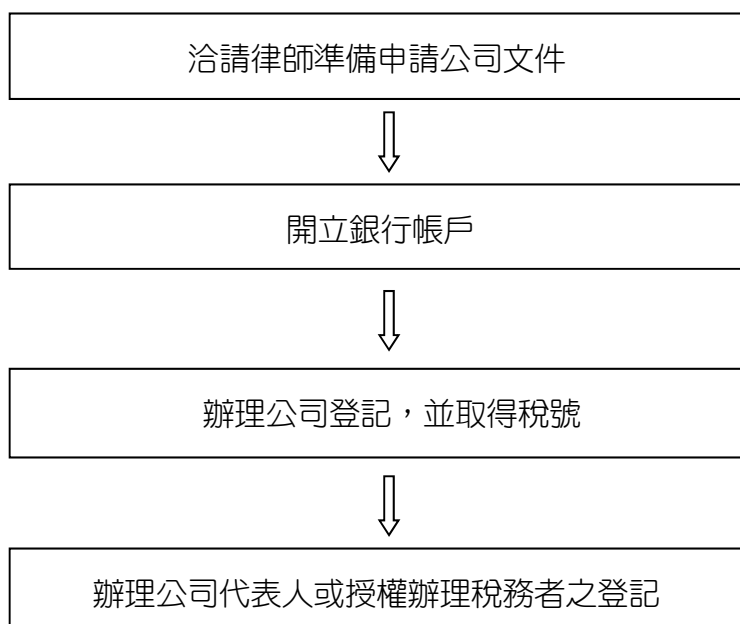 洽請律師準備申請公司文件
開立銀行帳戶
辦理公司登記，並取得稅號
辦理公司代表人或授權辦理稅務者之登記